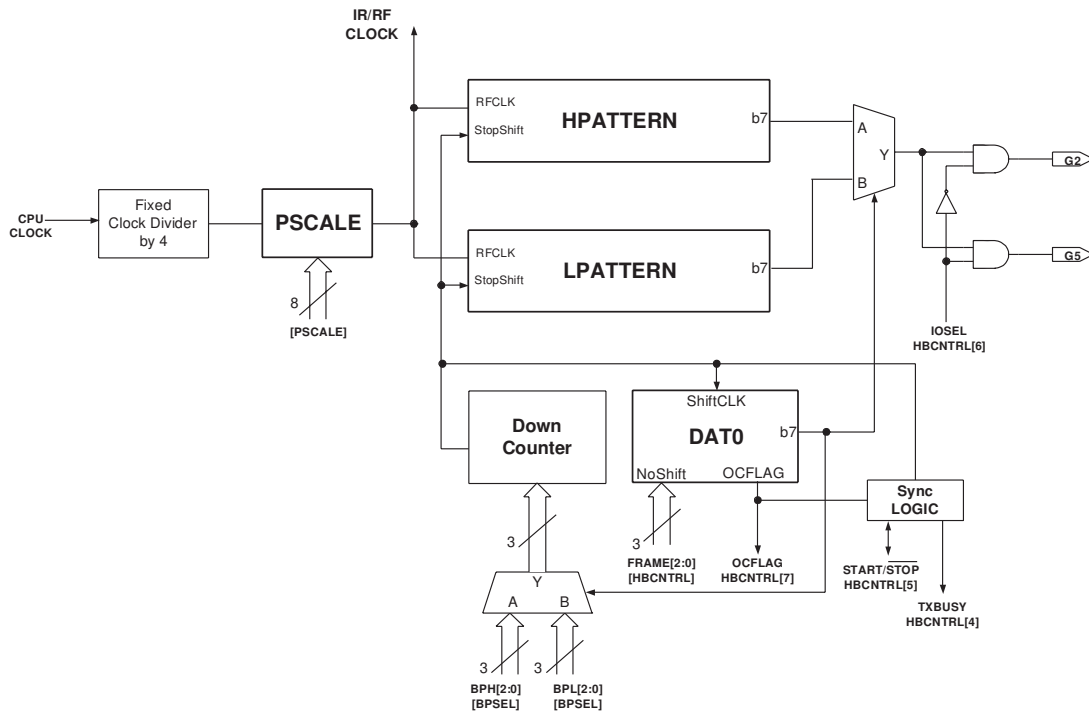 IR/RF
CLOCK
RFCLK
HPATTERN
b7
StopShift
A
Y
B
G2
CPU
CLOCK
Fixed
Clock Divider
by 4
PSCALE
RFCLK
LPATTERN
b7
StopShift
G5
8
[PSCALE]
IOSEL
HBCNTRL[6]
Down
Counter
ShiftCLK
DAT0
b7
NoShift
OCFLAG
Sync
LOGIC
3
3
FRAME[2:0]
[HBCNTRL]
OCFLAG
HBCNTRL[7]
START/STOP
HBCNTRL[5]
TXBUSY
HBCNTRL[4]
Y
A
B
3
3
BPH[2:0]
[BPSEL]
BPL[2:0]
[BPSEL]